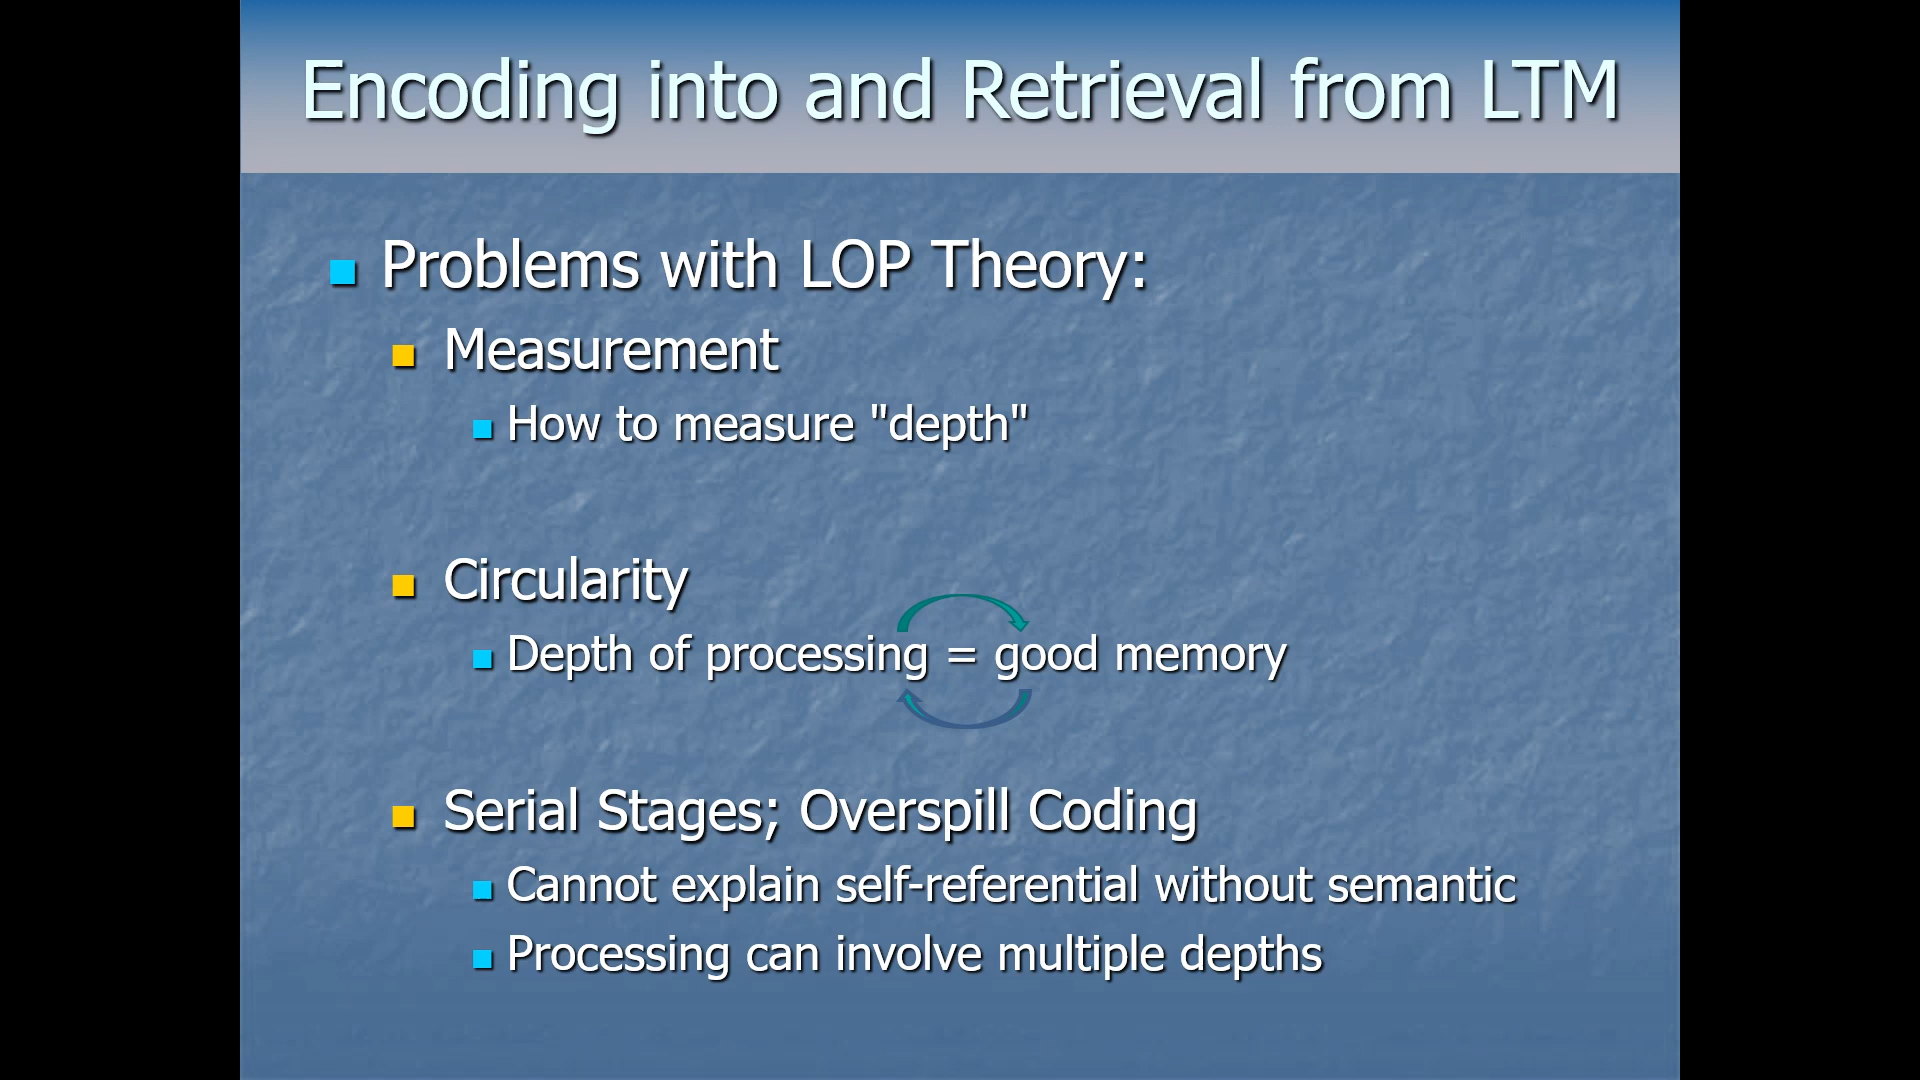 Encoding into and Retrieval from LTM
Problems with LOP Theory:
Measurement
How to measure "depth"
Circularity
Depth of processing = good memory
Serial Stages; Overspill Coding
Cannot explain self-referential without semantic
Processing can involve multiple depths